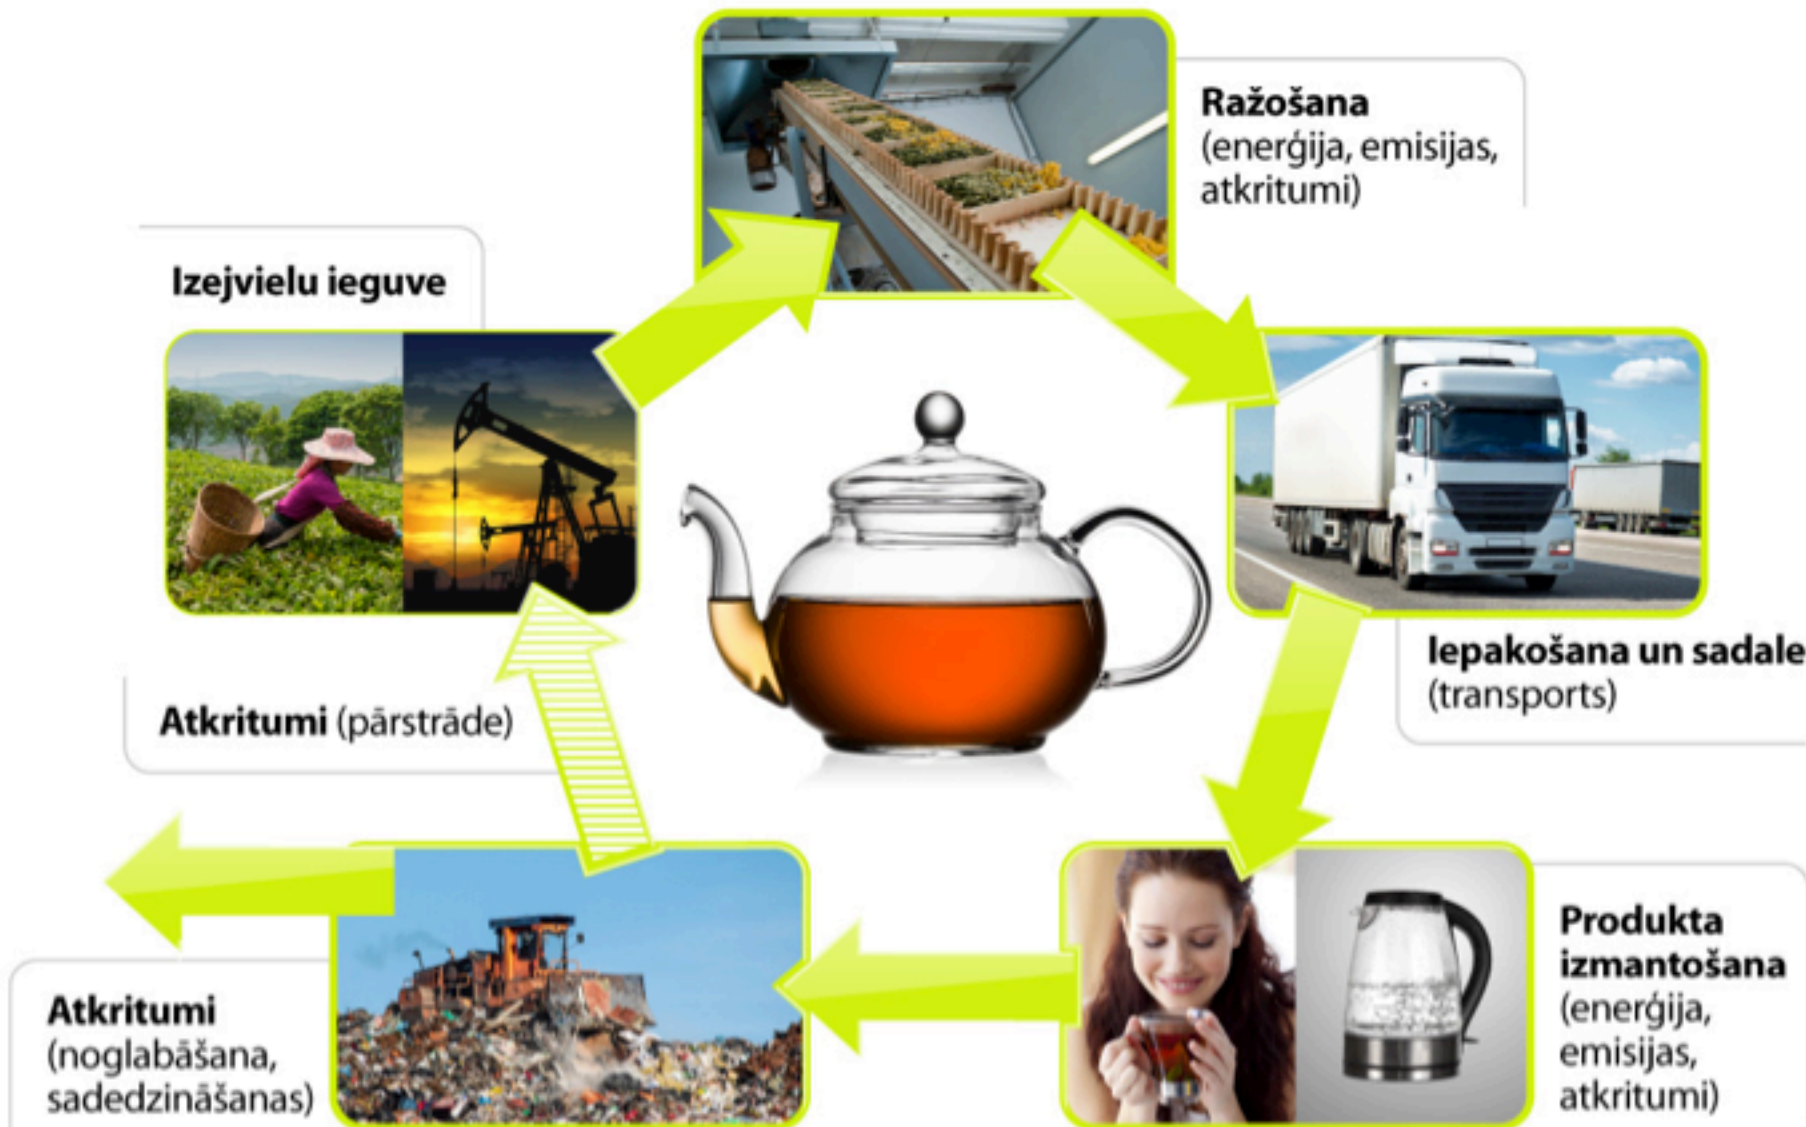 Ražošana
(enerģija, emisijas,
atkritumi)
Izejvielu ieguve
Iepakošana un sadale
(transports)
Atkritumi (pārstrāde)
Produkta
izmantošana
(enerģija,
emisijas,
atkritumi)
Atkritumi
(noglabāšana,
sadedzināšanas)